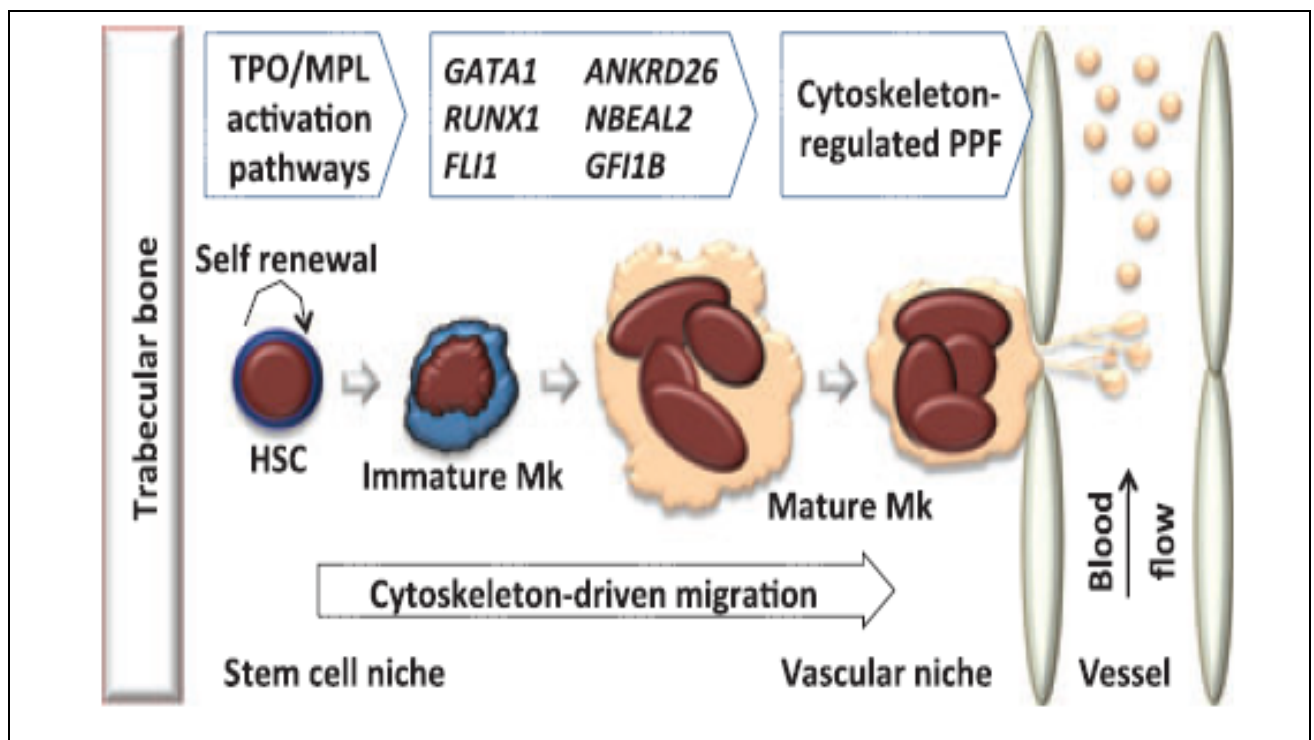 TPO/MPL
activation
pathways
GATA1 ANKRD26
RUNX1 NBEAL2
FLI1 GFI1B
Cytoskeleton-
regulated PPF
Trabecular bone
Self renewal
HSC
Immature Mk
Mature Mk
Blood
flow
Cytoskeleton-driven migration
Stem cell niche
Vascular niche
Vessel